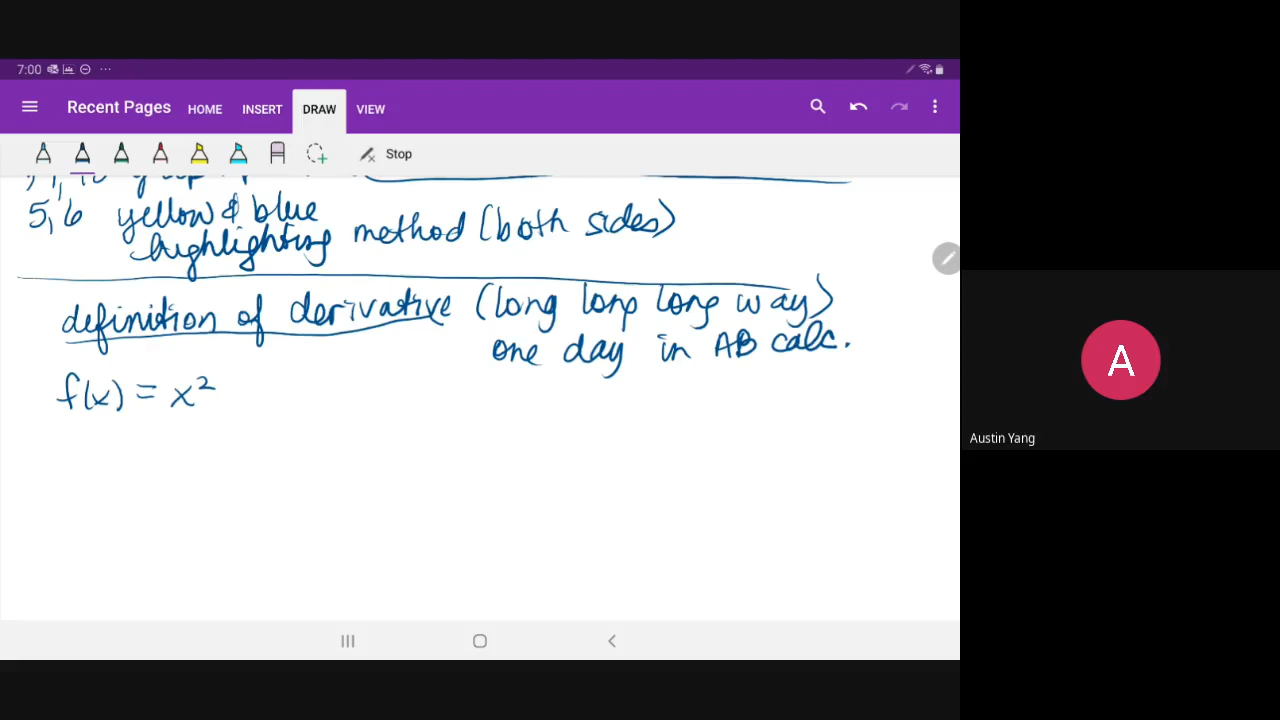 7:00 ...
Recent Pages HOME INSERT DRAW VIEW
Stop
5,6 yellow & blue
highlighting method (both sides)
definition of derivative (long long long way)
one day in AB calc.
f(x) = x²
A
Austin Yang